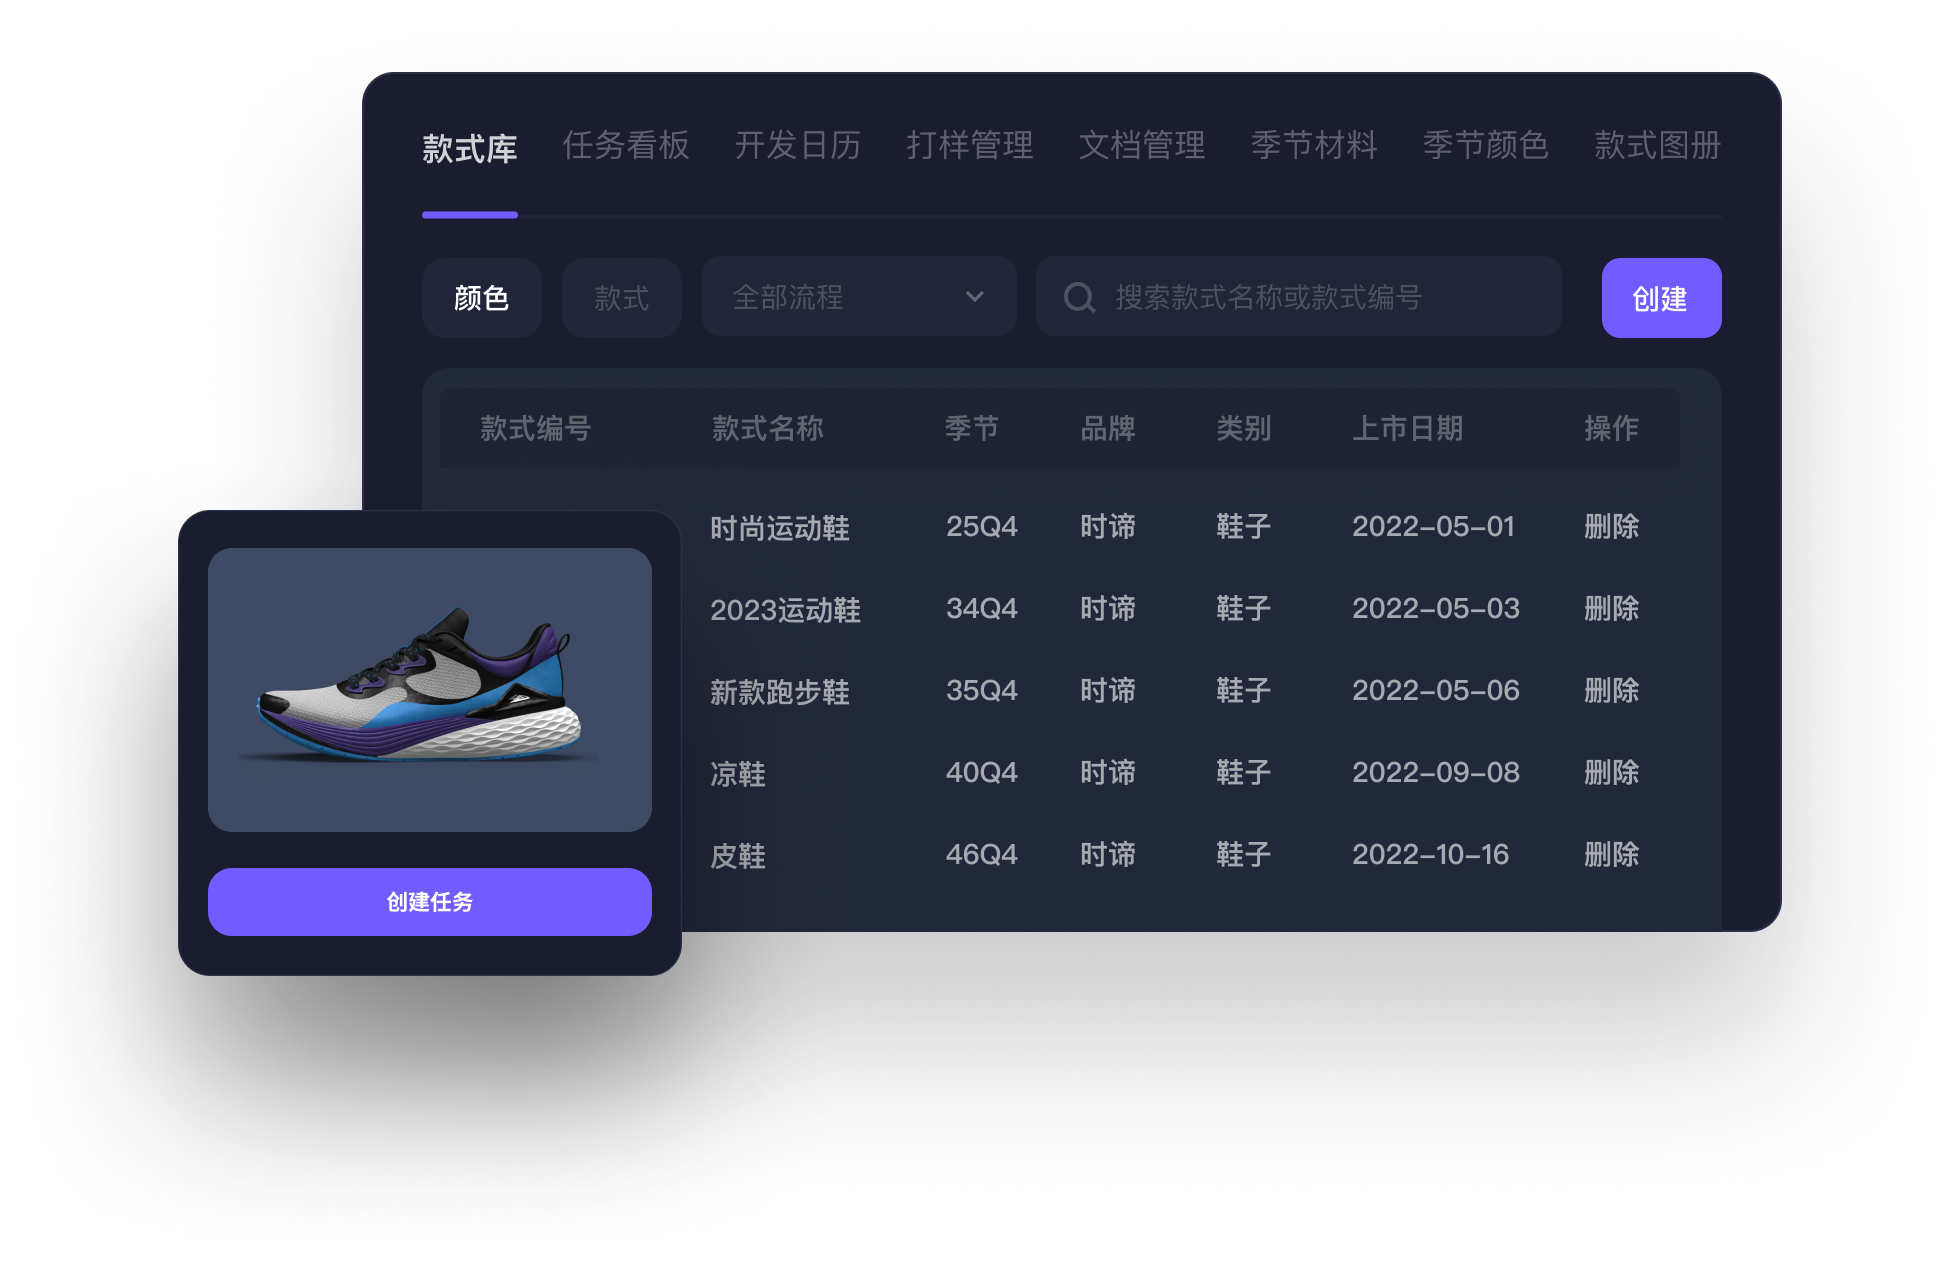 款式库 任务看板 开发日历 打样管理 文档管理 季节材料 季节颜色 款式图册
颜色 款式 全部流程 搜索款式名称或款式编号 创建
款式编号 款式名称 季节 品牌 类别 上市日期 操作
时尚运动鞋 25Q4 时谛 鞋子 2022-05-01 删除
2023运动鞋 34Q4 时谛 鞋子 2022-05-03 删除
新款跑步鞋 35Q4 时谛 鞋子 2022-05-06 删除
凉鞋 40Q4 时谛 鞋子 2022-09-08 删除
皮鞋 46Q4 时谛 鞋子 2022-10-16 删除
创建任务